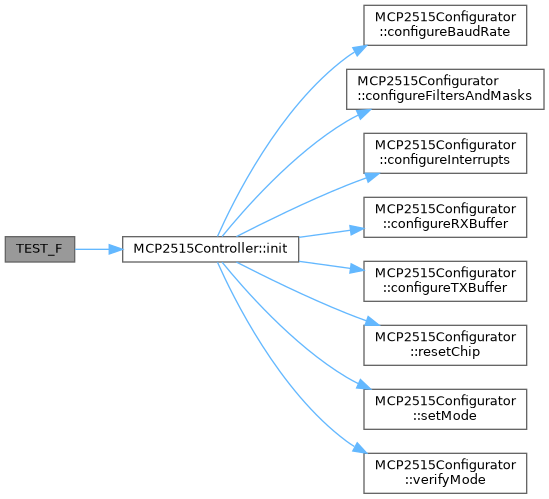 TEST_F
MCP2515Controller::init
MCP2515Configurator
::configureBaudRate
MCP2515Configurator
::configureFiltersAndMasks
MCP2515Configurator
::configureInterrupts
MCP2515Configurator
::configureRXBuffer
MCP2515Configurator
::configureTXBuffer
MCP2515Configurator
::resetChip
MCP2515Configurator
::setMode
MCP2515Configurator
::verifyMode